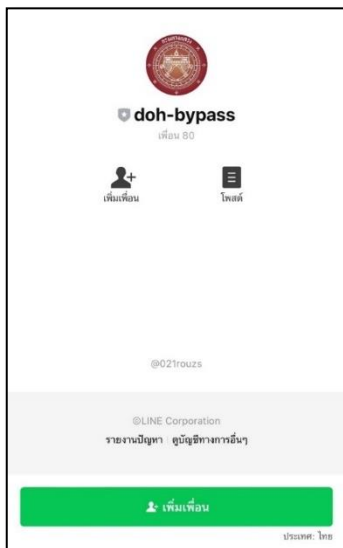 doh-bypass
เพื่อน 80
เพิ่มเพื่อน
โพสต์
@021rouzs
©LINE Corporation
รายงานปัญหา ดูบัญชีทางการอื่นๆ
เพิ่มเพื่อน
ประเทศ: ไทย